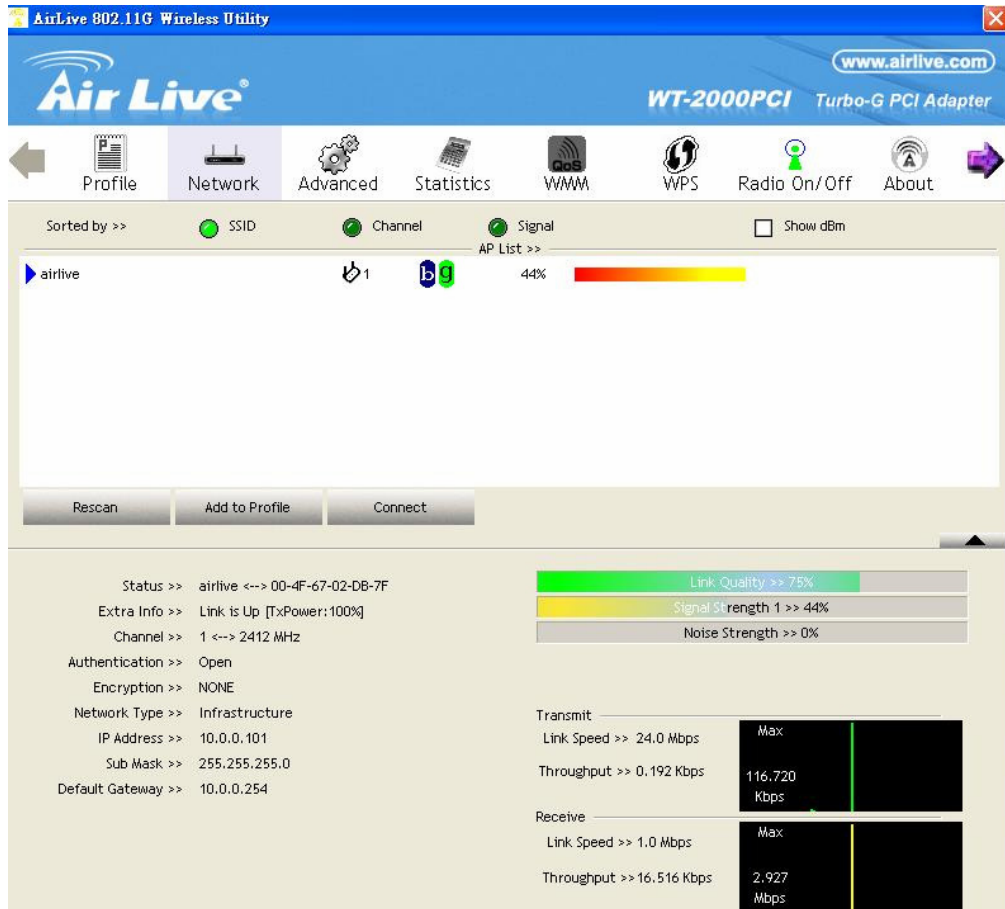 AirLive 802.11G Wireless Utility
Air Live®
www.airlive.com
WT-2000PCI Turbo-G PCI Adapter
Profile Network Advanced Statistics QoS WMM WPS Radio On/Off About
Sorted by >> SSID Channel Signal Show dBm
AP List >>
airlive 1 b g 44%
Rescan Add to Profile Connect
Status >> airlive <--> 00-4F-67-02-DB-7F
Extra Info >> Link is Up [TxPower:100%]
Channel >> 1 <--> 2412 MHz
Authentication >> Open
Encryption >> NONE
Network Type >> Infrastructure
IP Address >> 10.0.0.101
Sub Mask >> 255.255.255.0
Default Gateway >> 10.0.0.254
Link Quality >> 75%
Signal Strength 1 >> 44%
Noise Strength >> 0%
Transmit
Link Speed >> 24.0 Mbps
Throughput >> 0.192 Kbps
Max
116.720
Kbps
Receive
Link Speed >> 1.0 Mbps
Throughput >> 16.516 Kbps
Max
2.927
Mbps